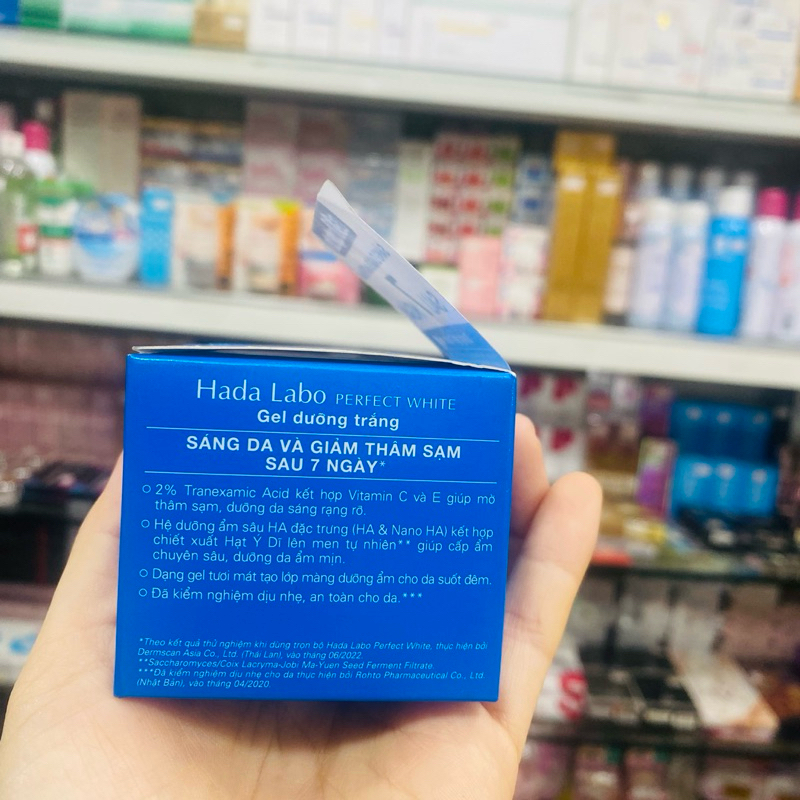 Hada Labo PERFECT WHITE
Gel dưỡng trắng
SÁNG DA VÀ GIẢM THÂM SẠM
SAU 7 NGÀY*
2% Tranexamic Acid kết hợp Vitamin C và E giúp mờ
thâm sạm, dưỡng da sáng rạng rỡ.
Hệ dưỡng ẩm sâu HA đặc trưng (HA & Nano HA) kết hợp
chiết xuất Hạt Ý Dĩ lên men tự nhiên** giúp cấp ẩm
chuyên sâu, dưỡng da ẩm mịn.
Dạng gel tươi mát tạo lớp màng dưỡng ẩm cho da suốt đêm.
Đã kiểm nghiệm dịu nhẹ, an toàn cho da.***
*Theo kết quả thử nghiệm khi dùng trọn bộ Hada Labo Perfect White, thực hiện bởi
Dermscan Asia Co., Ltd. (Thái Lan), vào tháng 06/2022.
**Saccharomyces/Coix Lacryma-Jobi Ma-Yuen Seed Ferment Filtrate.
***Đã kiểm nghiệm dịu nhẹ cho da thực hiện bởi Rohto Pharmaceutical Co., Ltd.
(Nhật Bản), vào tháng 04/2020.